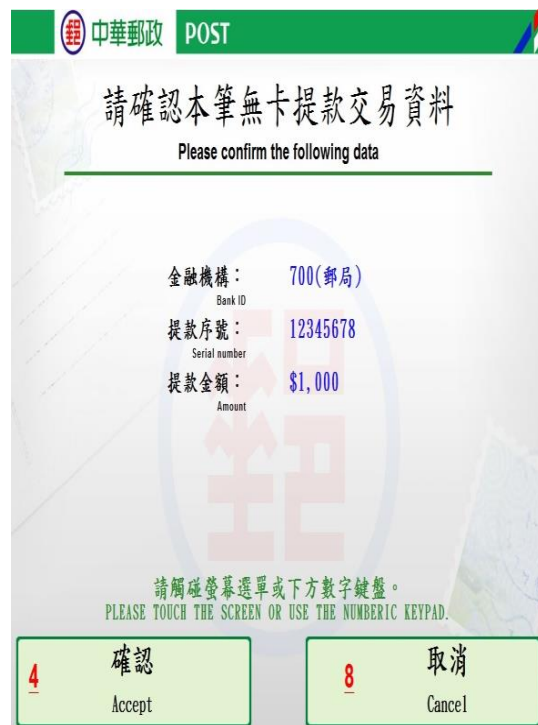 郵 中華郵政 POST
請確認本筆無卡提款交易資料
Please confirm the following data
金融機構： 700(郵局)
Bank ID
提款序號： 12345678
Serial number
提款金額： $1,000
Amount
請觸碰螢幕選單或下方數字鍵盤。
PLEASE TOUCH THE SCREEN OR USE THE NUMBERIC KEYPAD.
4 確認
Accept
8 取消
Cancel